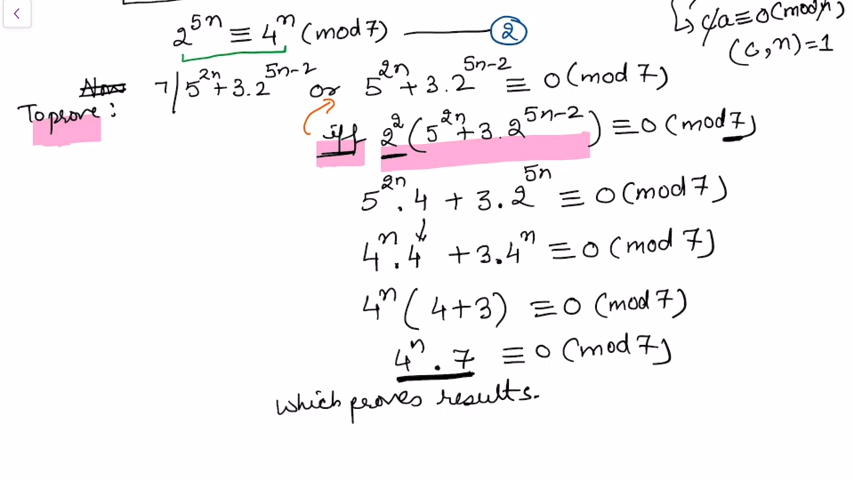 ↳ c/a≡0(mod n)
(c,n)=1
2^{5n} ≡ 4^n (mod 7) —— ②
Now
To prove: 7 | 5^{2n}+3.2^{5n-2} or 5^{2n}+3.2^{5n-2} ≡ 0(mod 7)
iff 2^2(5^{2n}+3.2^{5n-2}) ≡0 (mod 7)
5^{2n}.4 + 3.2^{5n} ≡ 0(mod 7)
4^n.4 + 3.4^n ≡ 0 (mod 7)
4^n(4+3) ≡ 0 (mod 7)
4^n.7 ≡ 0 (mod 7)
which proves results.